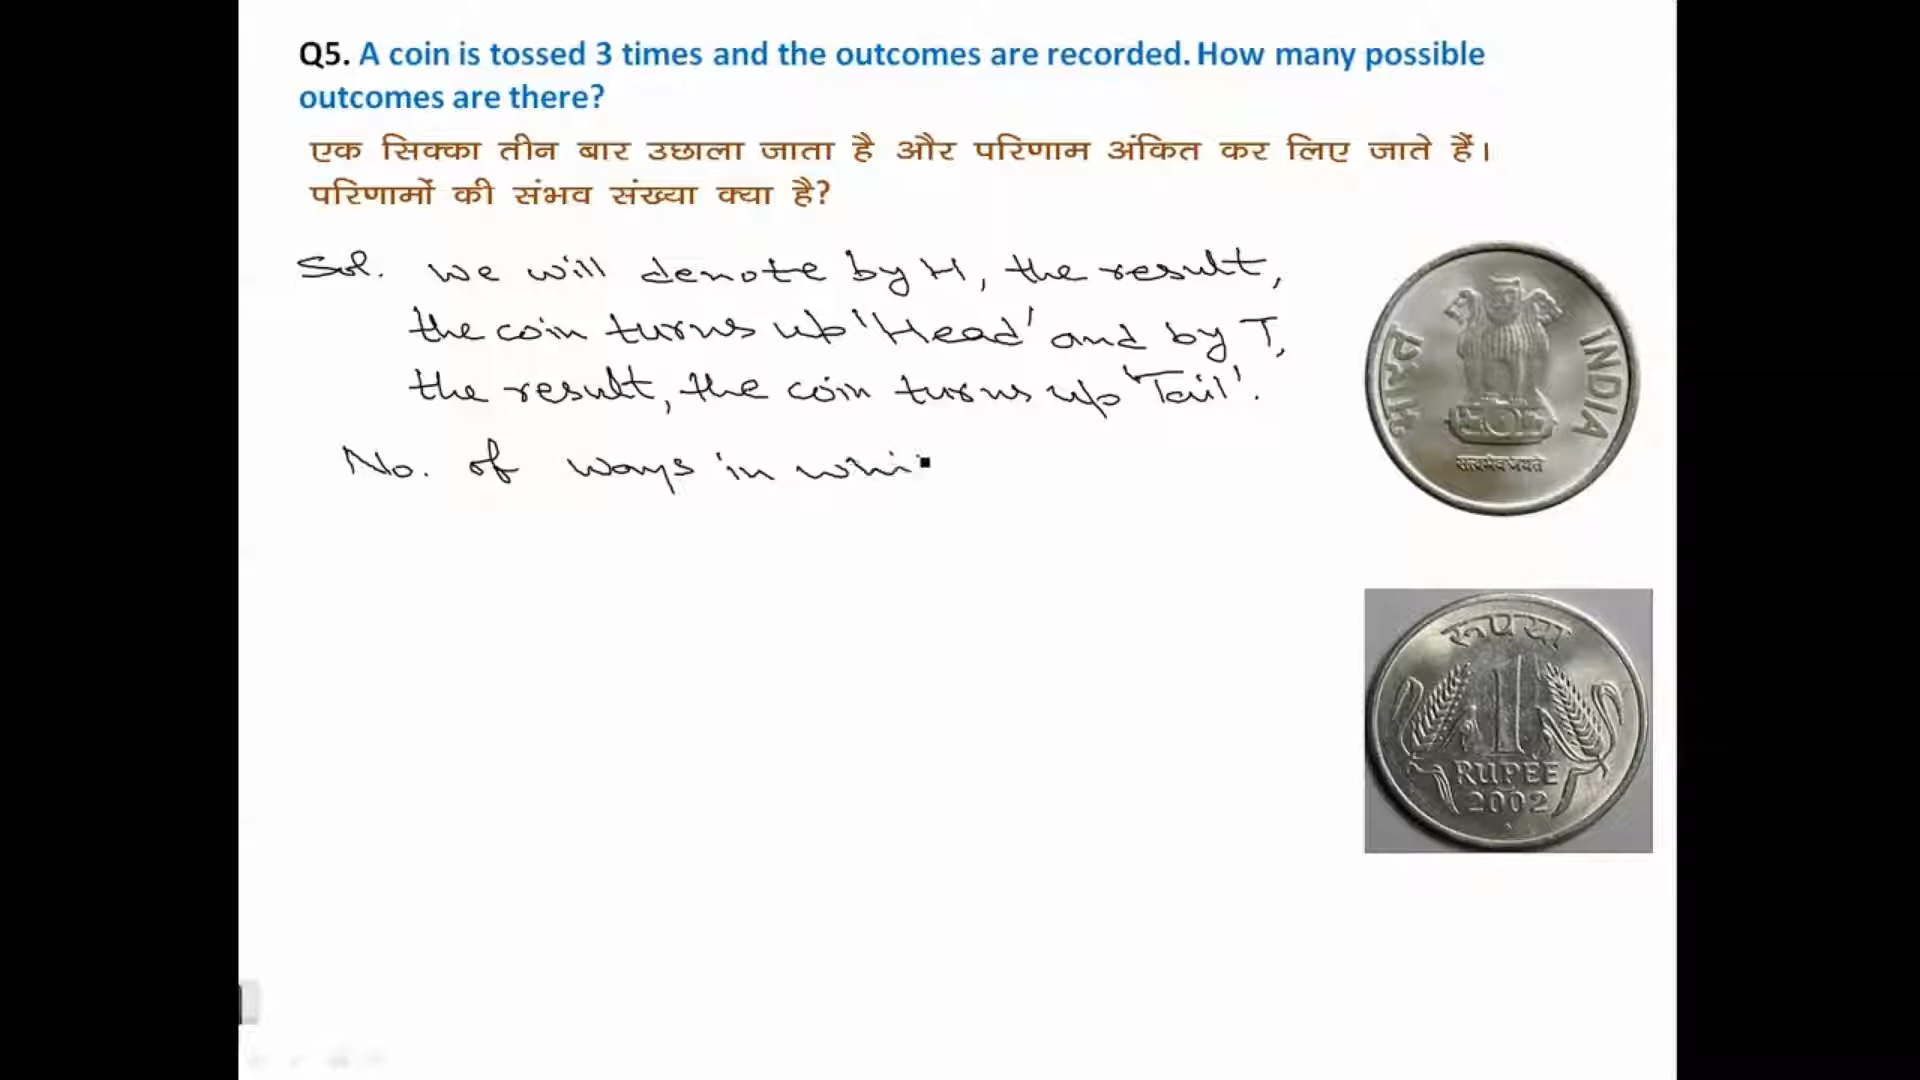 Q5. A coin is tossed 3 times and the outcomes are recorded. How many possible
outcomes are there?
एक सिक्का तीन बार उछाला जाता है और परिणाम अंकित कर लिए जाते हैं।
परिणामों की संभव संख्या क्या है?
Sol. We will denote by H, the result,
the coin turns up 'Head' and by T,
the result, the coin turns up 'Tail'.
No. of ways in whi
भारत
INDIA
सत्यमेव जयते
रूपया
1
RUPEE
2002